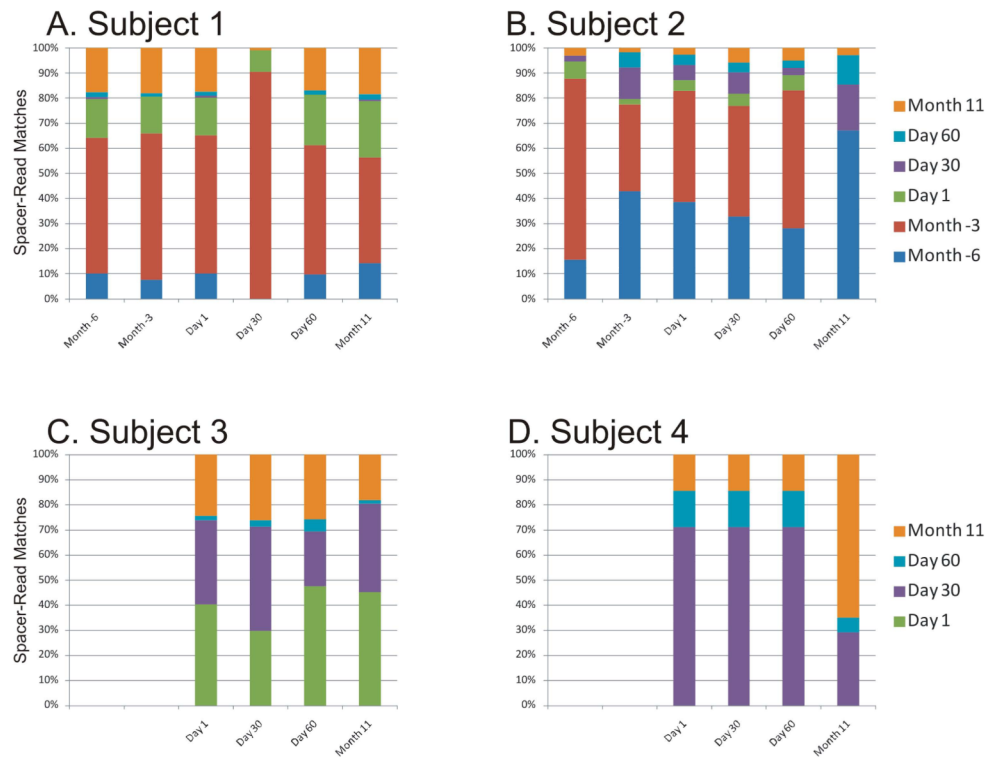 A. Subject 1
Spacer-Read Matches
100%
90%
80%
70%
60%
50%
40%
30%
20%
10%
0%
Month -6
Month -3
Day 1
Day 30
Day 60
Month 11
B. Subject 2
100%
90%
80%
70%
60%
50%
40%
30%
20%
10%
0%
Month -6
Month -3
Day 1
Day 30
Day 60
Month 11
Month 11
Day 60
Day 30
Day 1
Month -3
Month -6
C. Subject 3
Spacer-Read Matches
100%
90%
80%
70%
60%
50%
40%
30%
20%
10%
0%
Day 1
Day 30
Day 60
Month 11
D. Subject 4
100%
90%
80%
70%
60%
50%
40%
30%
20%
10%
0%
Day 1
Day 30
Day 60
Month 11
Month 11
Day 60
Day 30
Day 1